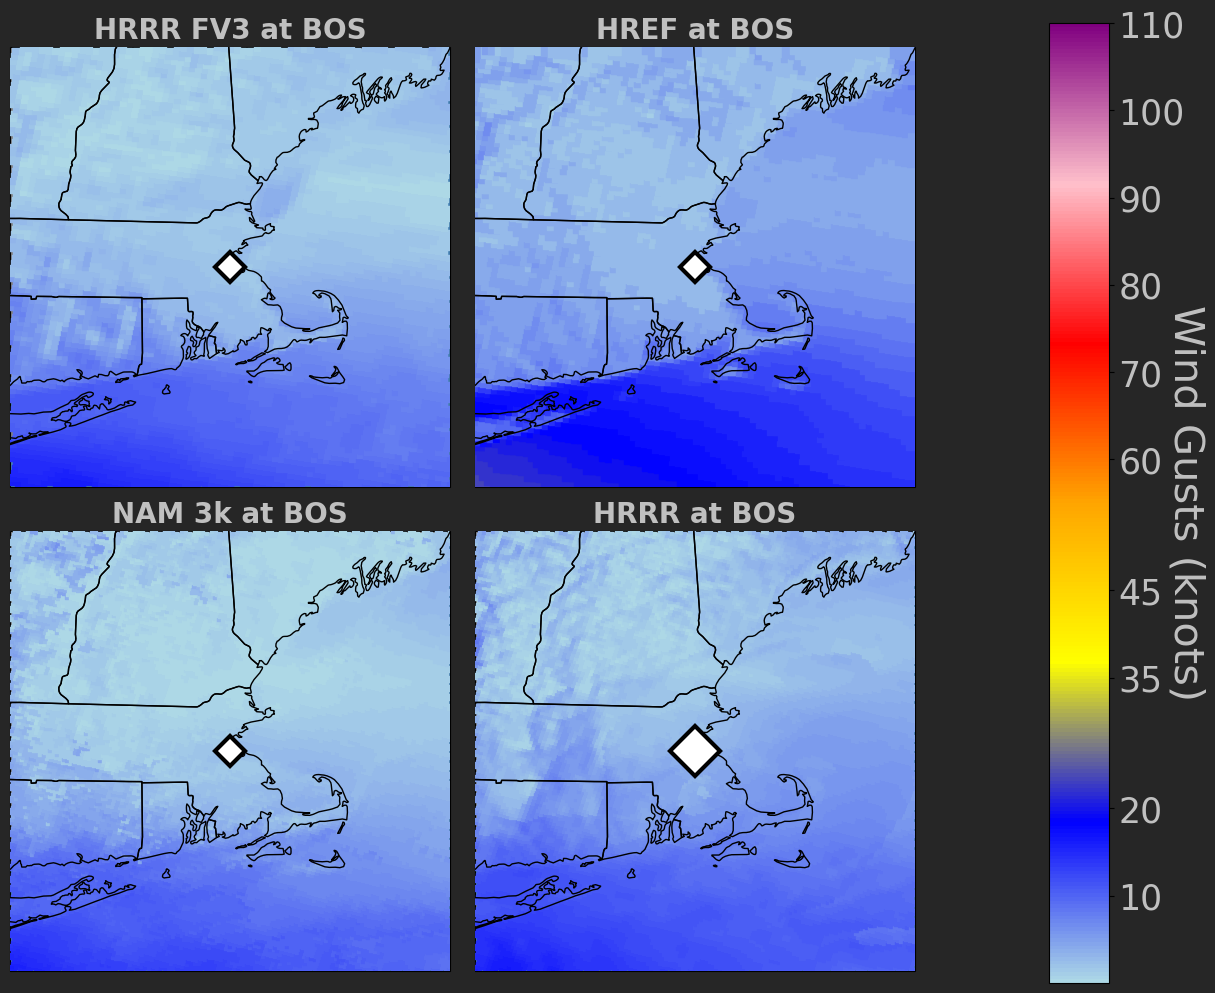 HRRR FV3 at BOS
HREF at BOS
NAM 3k at BOS
HRRR at BOS
110
100
90
80
70
60
45
35
20
10
Wind Gusts (knots)